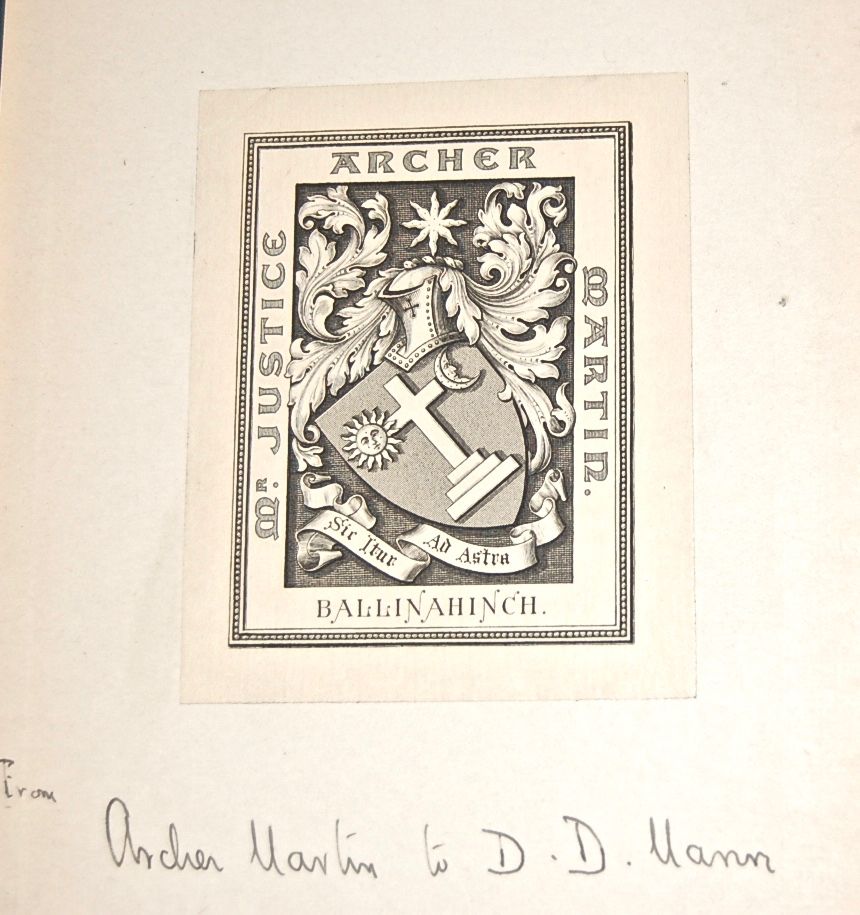 ARCHER
Mr. JUSTICE
MARTIN.
Sic Itur Ad Astra
BALLINAHINCH.
From
Archer Martin to D. D. Mann